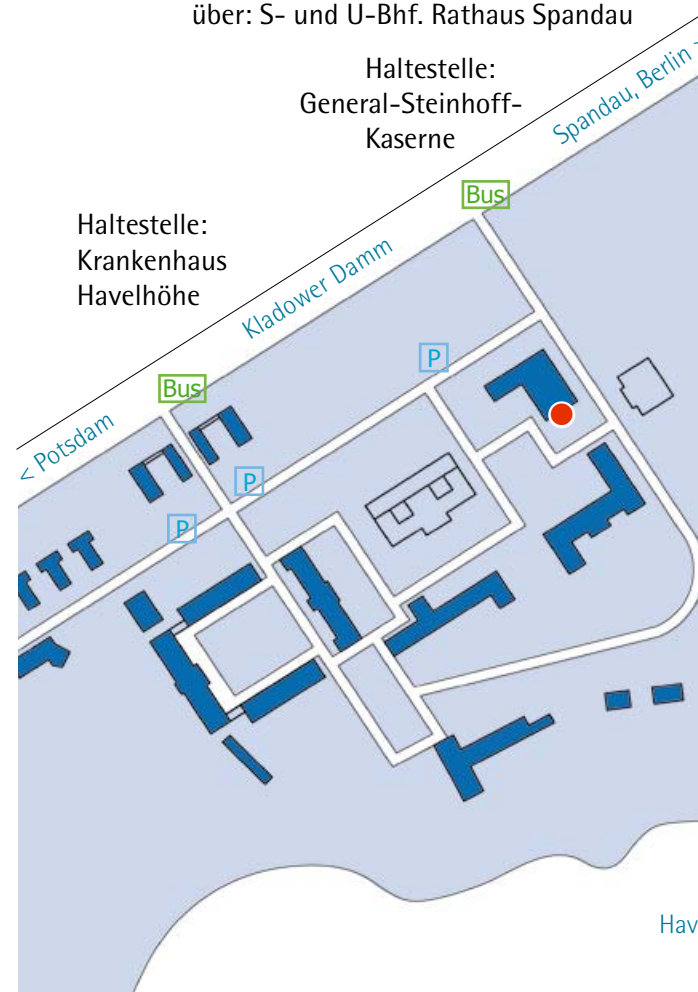 über: S- und U-Bhf. Rathaus Spandau
Haltestelle:
General-Steinhoff-
Kaserne
Spandau, Berlin
Bus
Haltestelle:
Krankenhaus
Havelhöhe
Kladower Damm
P
Bus
< Potsdam
P
P
Hav